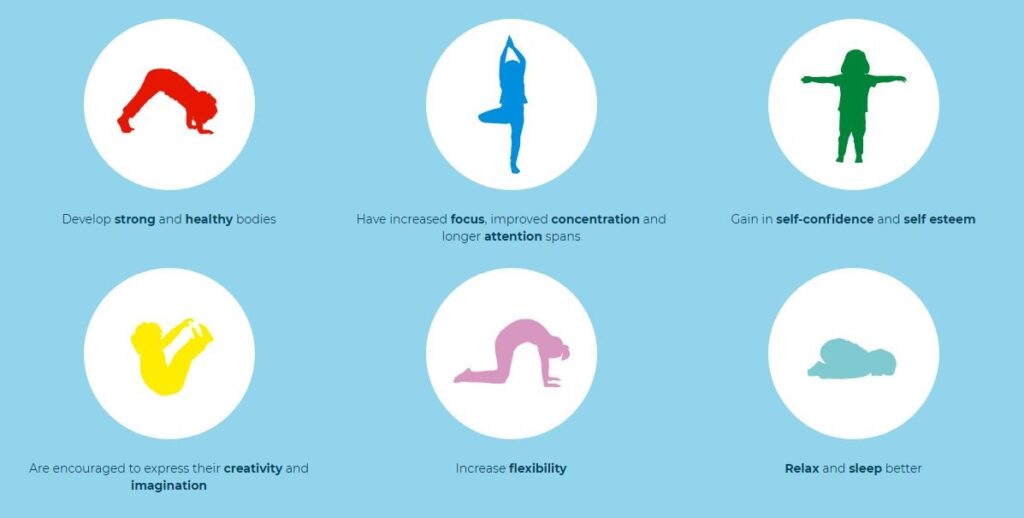 Develop strong and healthy bodies
Have increased focus, improved concentration and
longer attention spans
Gain in self-confidence and self esteem
Are encouraged to express their creativity and
imagination
Increase flexibility
Relax and sleep better